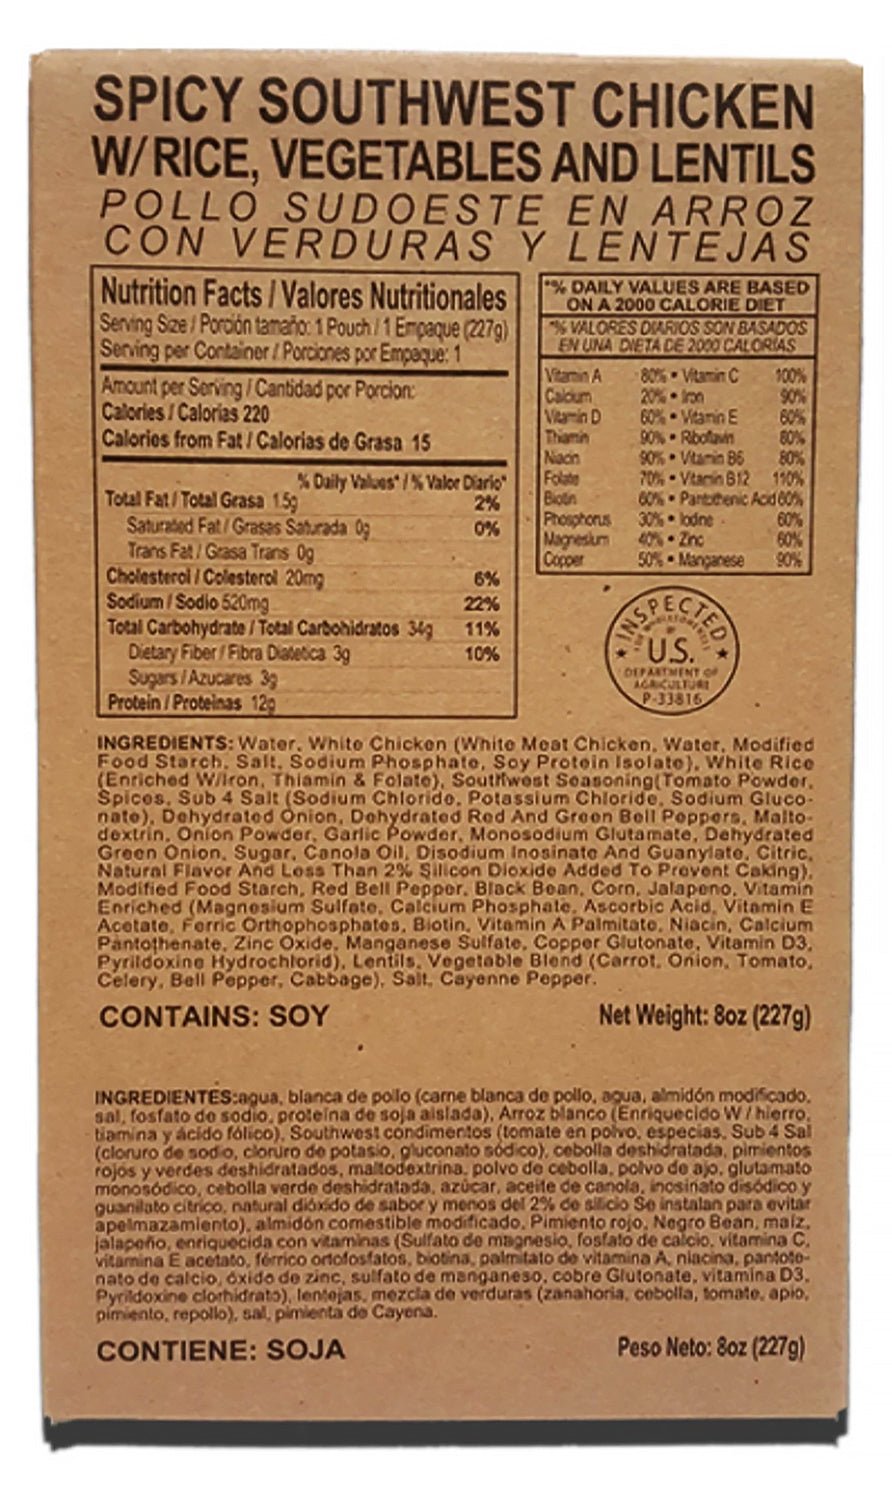 SPICY SOUTHWEST CHICKEN
W/ RICE, VEGETABLES AND LENTILS
POLLO SUDOESTE EN ARROZ
CON VERDURAS Y LENTEJAS
Nutrition Facts / Valores Nutritionales
Serving Size / Porción tamaño: 1 Pouch / 1 Empaque (227g)
Serving per Container / Porciones por Empaque: 1
Amount per Serving / Cantidad por Porcion:
Calories / Calorias 220
Calories from Fat / Calorias de Grasa 15
% Daily Values* / % Valor Diario*
Total Fat / Total Grasa 1.5g 2%
Saturated Fat / Grasas Saturada 0g 0%
Trans Fat / Grasa Trans 0g
Cholesterol / Colesterol 20mg 6%
Sodium / Sodio 520mg 22%
Total Carbohydrate / Total Carbohidratos 34g 11%
Dietary Fiber / Fibra Diatetica 3g 10%
Sugars / Azucares 3g
Protein / Proteinas 12g
*% DAILY VALUES ARE BASED
ON A 2000 CALORIE DIET
*% VALORES DIARIOS SON BASADOS
EN UNA DIETA DE 2000 CALORÍAS
Vitamin A 80% • Vitamin C 100%
Calcium 20% • Iron 90%
Vitamin D 60% • Vitamin E 60%
Thiamin 90% • Riboflavin 80%
Niacin 90% • Vitamin B6 80%
Folate 70% • Vitamin B12 110%
Biotin 60% • Pantothenic Acid 60%
Phosphorus 30% • Iodine 60%
Magnesium 40% • Zinc 60%
Copper 50% • Manganese 90%
INSPECTED
FOR WHOLESOMENESS
BY
U.S.
DEPARTMENT OF
AGRICULTURE
P-33816
INGREDIENTS: Water, White Chicken (White Meat Chicken, Water, Modified
Food Starch, Salt, Sodium Phosphate, Soy Protein Isolate), White Rice
(Enriched W/Iron, Thiamin & Folate), Southwest Seasoning(Tomato Powder,
Spices, Sub 4 Salt (Sodium Chloride, Potassium Chloride, Sodium Gluco-
nate), Dehydrated Onion, Dehydrated Red And Green Bell Peppers, Malto-
dextrin, Onion Powder, Garlic Powder, Monosodium Glutamate, Dehydrated
Green Onion, Sugar, Canola Oil, Disodium Inosinate And Guanylate, Citric,
Natural Flavor And Less Than 2% Silicon Dioxide Added To Prevent Caking),
Modified Food Starch, Red Bell Pepper, Black Bean, Corn, Jalapeno, Vitamin
Enriched (Magnesium Sulfate, Calcium Phosphate, Ascorbic Acid, Vitamin E
Acetate, Ferric Orthophosphates, Biotin, Vitamin A Palmitate, Niacin, Calcium
Pantothenate, Zinc Oxide, Manganese Sulfate, Copper Glutonate, Vitamin D3,
Pyrildoxine Hydrochlorid), Lentils, Vegetable Blend (Carrot, Onion, Tomato,
Celery, Bell Pepper, Cabbage), Salt, Cayenne Pepper.
CONTAINS: SOY Net Weight: 8oz (227g)
INGREDIENTES:agua, blanca de pollo (carne blanca de pollo, agua, almidón modificado,
sal, fosfato de sodio, proteína de soja aislada), Arroz blanco (Enriquecido W / hierro,
tiamina y ácido fólico), Southwest condimentos (tomate en polvo, especias, Sub 4 Sal
(cloruro de sodio, cloruro de potasio, gluconato sódico), cebolla deshidratada, pimientos
rojos y verdes deshidratados, maltodextrina, polvo de cebolla, polvo de ajo, glutamato
monosódico, cebolla verde deshidratada, azúcar, aceite de canola, inosinato disódico y
guanilato cítrico, natural dióxido de sabor y menos del 2% de silicio Se instalan para evitar
apelmazamiento), almidón comestible modificado, Pimiento rojo, Negro Bean, maíz,
jalapeño, enriquecida con vitaminas (Sulfato de magnesio, fosfato de calcio, vitamina C,
vitamina E acetato, férrico ortofosfatos, biotina, palmitato de vitamina A, niacina, pantote-
nato de calcio, óxido de zinc, sulfato de manganeso, cobre Glutonate, vitamina D3,
Pyrildoxine clorhidrato), lentejas, mezcla de verduras (zanahoria, cebolla, tomate, apio,
pimiento, repollo), sal, pimienta de Cayena.
CONTIENE: SOJA Peso Neto: 8oz (227g)